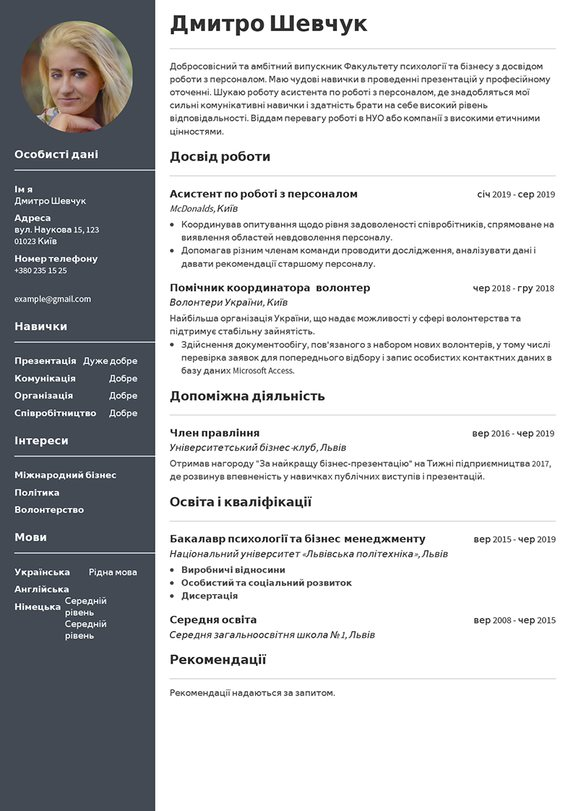 Дмитро Шевчук
Добросовісний та амбітний випускник Факультету психології та бізнесу з досвідом
роботи з персоналом. Маю чудові навички в проведенні презентацій у професійному
оточенні. Шукаю роботу асистента по роботі з персоналом, де знадобляться мої
сильні комунікативні навички і здатність брати на себе високий рівень
відповідальності. Віддам перевагу роботі в НУО або компанії з високими етичними
цінностями.
Особисті дані
Ім я
Дмитро Шевчук
Адреса
вул. Наукова 15, 123
01023 Київ
Номер телефону
+380 235 15 25
example@gmail.com
Навички
Презентація Дуже добре
Комунікація Добре
Організація Добре
Співробітництво Добре
Інтереси
Міжнародний бізнес
Політика
Волонтерство
Мови
Українська Рідна мова
Англійська
Німецька Середній
рівень
Середній
рівень
Досвід роботи
Асистент по роботі з персоналом січ 2019 - сер 2019
McDonalds, Київ
• Координував опитування щодо рівня задоволеності співробітників, спрямоване на
виявлення областей невдоволення персоналу.
• Допомагав різним членам команди проводити дослідження, аналізувати дані і
давати рекомендації старшому персоналу.
Помічник координатора волонтер чер 2018 - гру 2018
Волонтери України, Київ
Найбільша організація України, що надає можливості у сфері волонтерства та
підтримує стабільну зайнятість.
• Здійснення документообігу, пов'язаного з набором нових волонтерів, у тому числі
перевірка заявок для попереднього відбору і запис особистих контактних даних в
базу даних Microsoft Access.
Допоміжна діяльність
Член правління вер 2016 - чер 2019
Університетський бізнес-клуб, Львів
Отримав нагороду "За найкращу бізнес-презентацію" на Тижні підприємництва 2017,
де розвинув впевненість у навичках публічних виступів і презентацій.
Освіта і кваліфікації
Бакалавр психології та бізнес менеджменту вер 2015 - чер 2019
Національний університет «Львівська політехніка», Львів
• Виробничі відносини
• Особистий та соціальний розвиток
• Дисертація
Середня освіта вер 2008 - чер 2015
Середня загальноосвітня школа №1, Львів
Рекомендації
Рекомендації надаються за запитом.